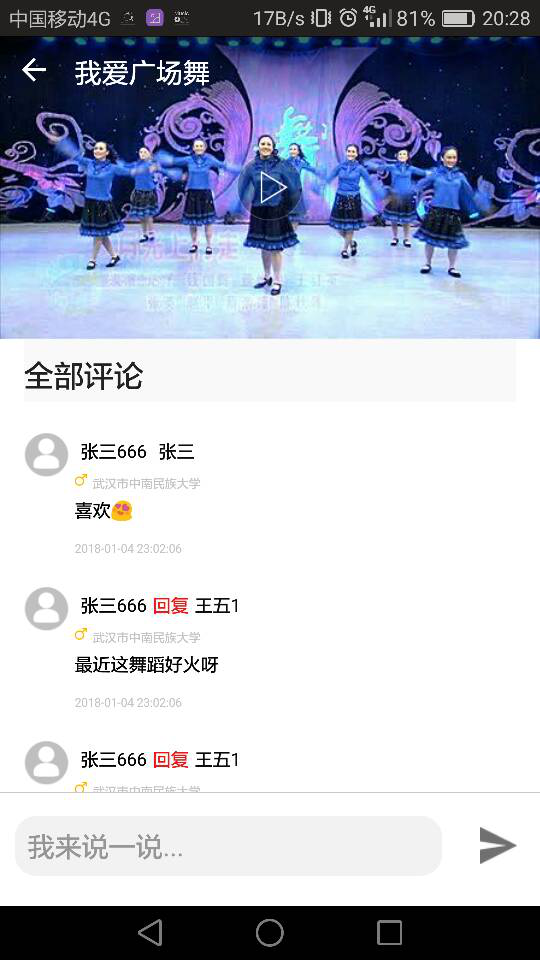 中国移动4G 17B/s 4G 81% 20:28
我爱广场舞
全部评论
张三666 张三
武汉市中南民族大学
喜欢😍
2018-01-04 23:02:06
张三666 回复 王五1
武汉市中南民族大学
最近这舞蹈好火呀
2018-01-04 23:02:06
张三666 回复 王五1
武汉市中南民族大学
我来说一说...